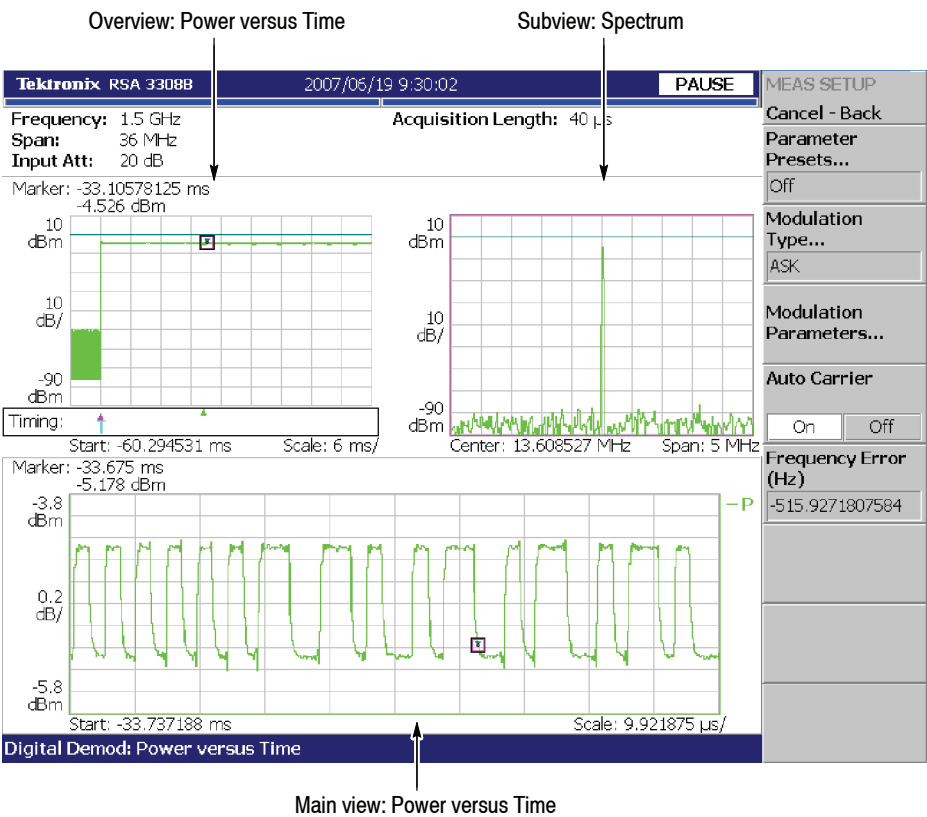 Overview: Power versus Time
Subview: Spectrum
Tektronix RSA 3308B 2007/06/19 9:30:02 PAUSE
MEAS SETUP
Cancel - Back
Frequency: 1.5 GHz
Acquisition Length: 40 µs
Span: 36 MHz
Input Att: 20 dB
Parameter
Presets...
Off
Marker: -33.10578125 ms
-4.526 dBm
10
dBm
10
dB/
-90
dBm
Timing:
Start: -60.294531 ms
Scale: 6 ms/
10
dBm
10
dB/
-90
dBm
Center: 13.608527 MHz
Span: 5 MHz
Modulation
Type...
ASK
Modulation
Parameters...
Auto Carrier
On Off
Frequency Error
(Hz)
-515.9271807584
Marker: -33.675 ms
-5.178 dBm
-3.8
dBm
P
0.2
dB/
-5.8
dBm
Start: -33.737188 ms
Scale: 9.921875 µs/
Digital Demod: Power versus Time
Main view: Power versus Time